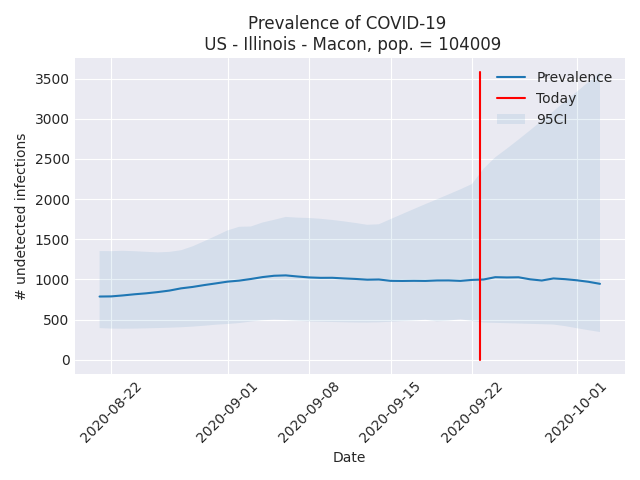 Prevalence of COVID-19
US - Illinois - Macon, pop. = 104009
3500
3000
2500
2000
1500
1000
500
0
# undetected infections
Prevalence
Today
95CI
2020-08-22
2020-09-01
2020-09-08
2020-09-15
2020-09-22
2020-10-01
Date